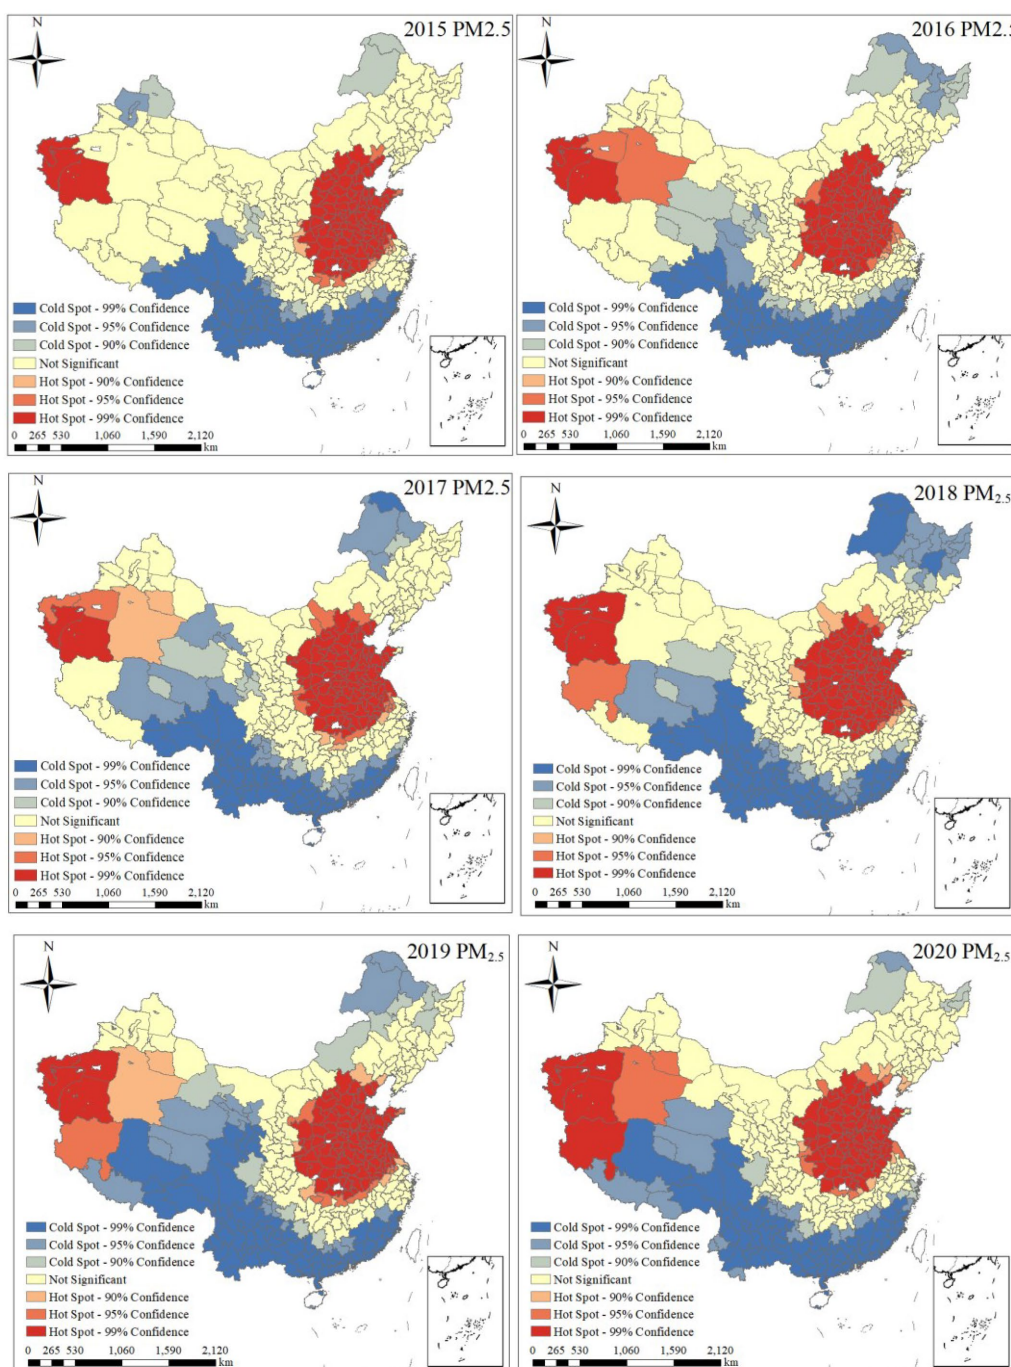 N
2015 PM2.5
Cold Spot - 99% Confidence
Cold Spot - 95% Confidence
Cold Spot - 90% Confidence
Not Significant
Hot Spot - 90% Confidence
Hot Spot - 95% Confidence
Hot Spot - 99% Confidence
0 265 530 1,060 1,590 2,120
km
N
2016 PM2.5
Cold Spot - 99% Confidence
Cold Spot - 95% Confidence
Cold Spot - 90% Confidence
Not Significant
Hot Spot - 90% Confidence
Hot Spot - 95% Confidence
Hot Spot - 99% Confidence
0 265 530 1,060 1,590 2,120
km
N
2017 PM2.5
Cold Spot - 99% Confidence
Cold Spot - 95% Confidence
Cold Spot - 90% Confidence
Not Significant
Hot Spot - 90% Confidence
Hot Spot - 95% Confidence
Hot Spot - 99% Confidence
0 265 530 1,060 1,590 2,120
km
N
2018 PM2.5
Cold Spot - 99% Confidence
Cold Spot - 95% Confidence
Cold Spot - 90% Confidence
Not Significant
Hot Spot - 90% Confidence
Hot Spot - 95% Confidence
Hot Spot - 99% Confidence
0 265 530 1,060 1,590 2,120
km
N
2019 PM2.5
Cold Spot - 99% Confidence
Cold Spot - 95% Confidence
Cold Spot - 90% Confidence
Not Significant
Hot Spot - 90% Confidence
Hot Spot - 95% Confidence
Hot Spot - 99% Confidence
0 265 530 1,060 1,590 2,120
km
N
2020 PM2.5
Cold Spot - 99% Confidence
Cold Spot - 95% Confidence
Cold Spot - 90% Confidence
Not Significant
Hot Spot - 90% Confidence
Hot Spot - 95% Confidence
Hot Spot - 99% Confidence
0 265 530 1,060 1,590 2,120
km